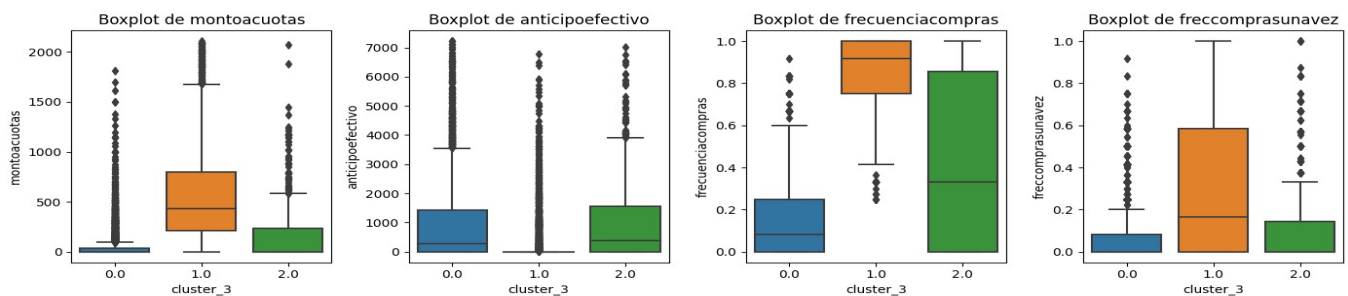 Boxplot de montoacuotas
montoacuotas
2000
1500
1000
500
0
0.0 1.0 2.0
cluster_3
Boxplot de anticipoefectivo
anticipoefectivo
7000
6000
5000
4000
3000
2000
1000
0
0.0 1.0 2.0
cluster_3
Boxplot de frecuenciacompras
frecuenciacompras
1.0
0.8
0.6
0.4
0.2
0.0
0.0 1.0 2.0
cluster_3
Boxplot de freccomprasunavez
freccomprasunavez
1.0
0.8
0.6
0.4
0.2
0.0
0.0 1.0 2.0
cluster_3